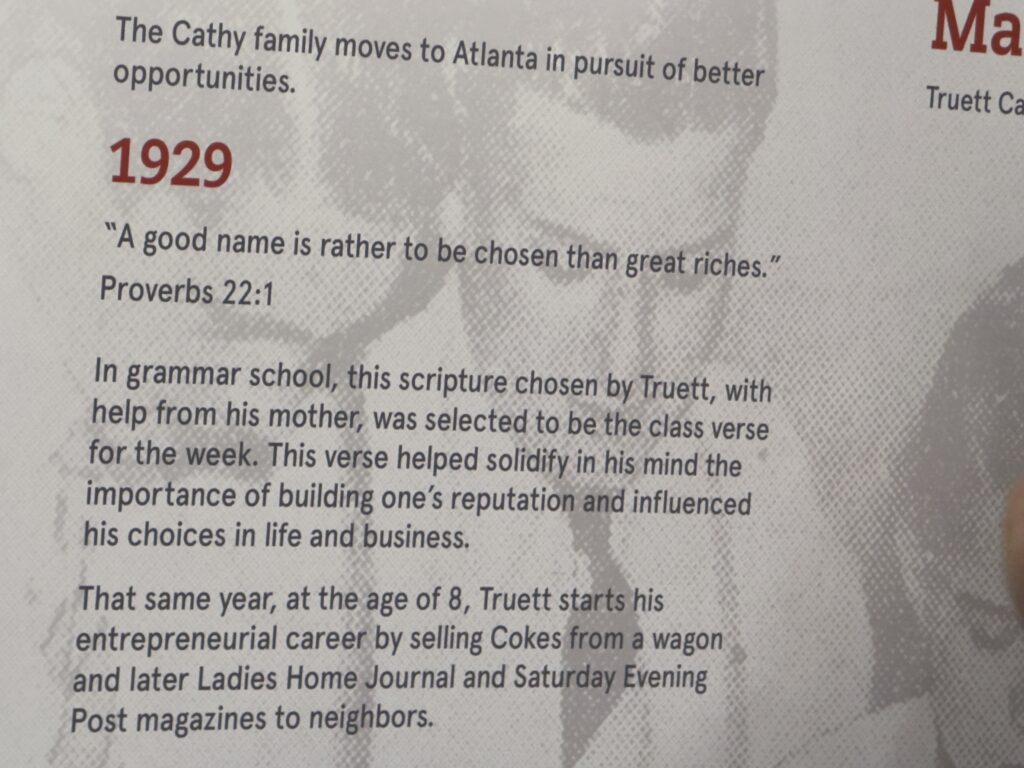 The Cathy family moves to Atlanta in pursuit of better
opportunities.
1929
“A good name is rather to be chosen than great riches.”
Proverbs 22:1
In grammar school, this scripture chosen by Truett, with
help from his mother, was selected to be the class verse
for the week. This verse helped solidify in his mind the
importance of building one’s reputation and influenced
his choices in life and business.
That same year, at the age of 8, Truett starts his
entrepreneurial career by selling Cokes from a wagon
and later Ladies Home Journal and Saturday Evening
Post magazines to neighbors.
Ma
Truett Ca